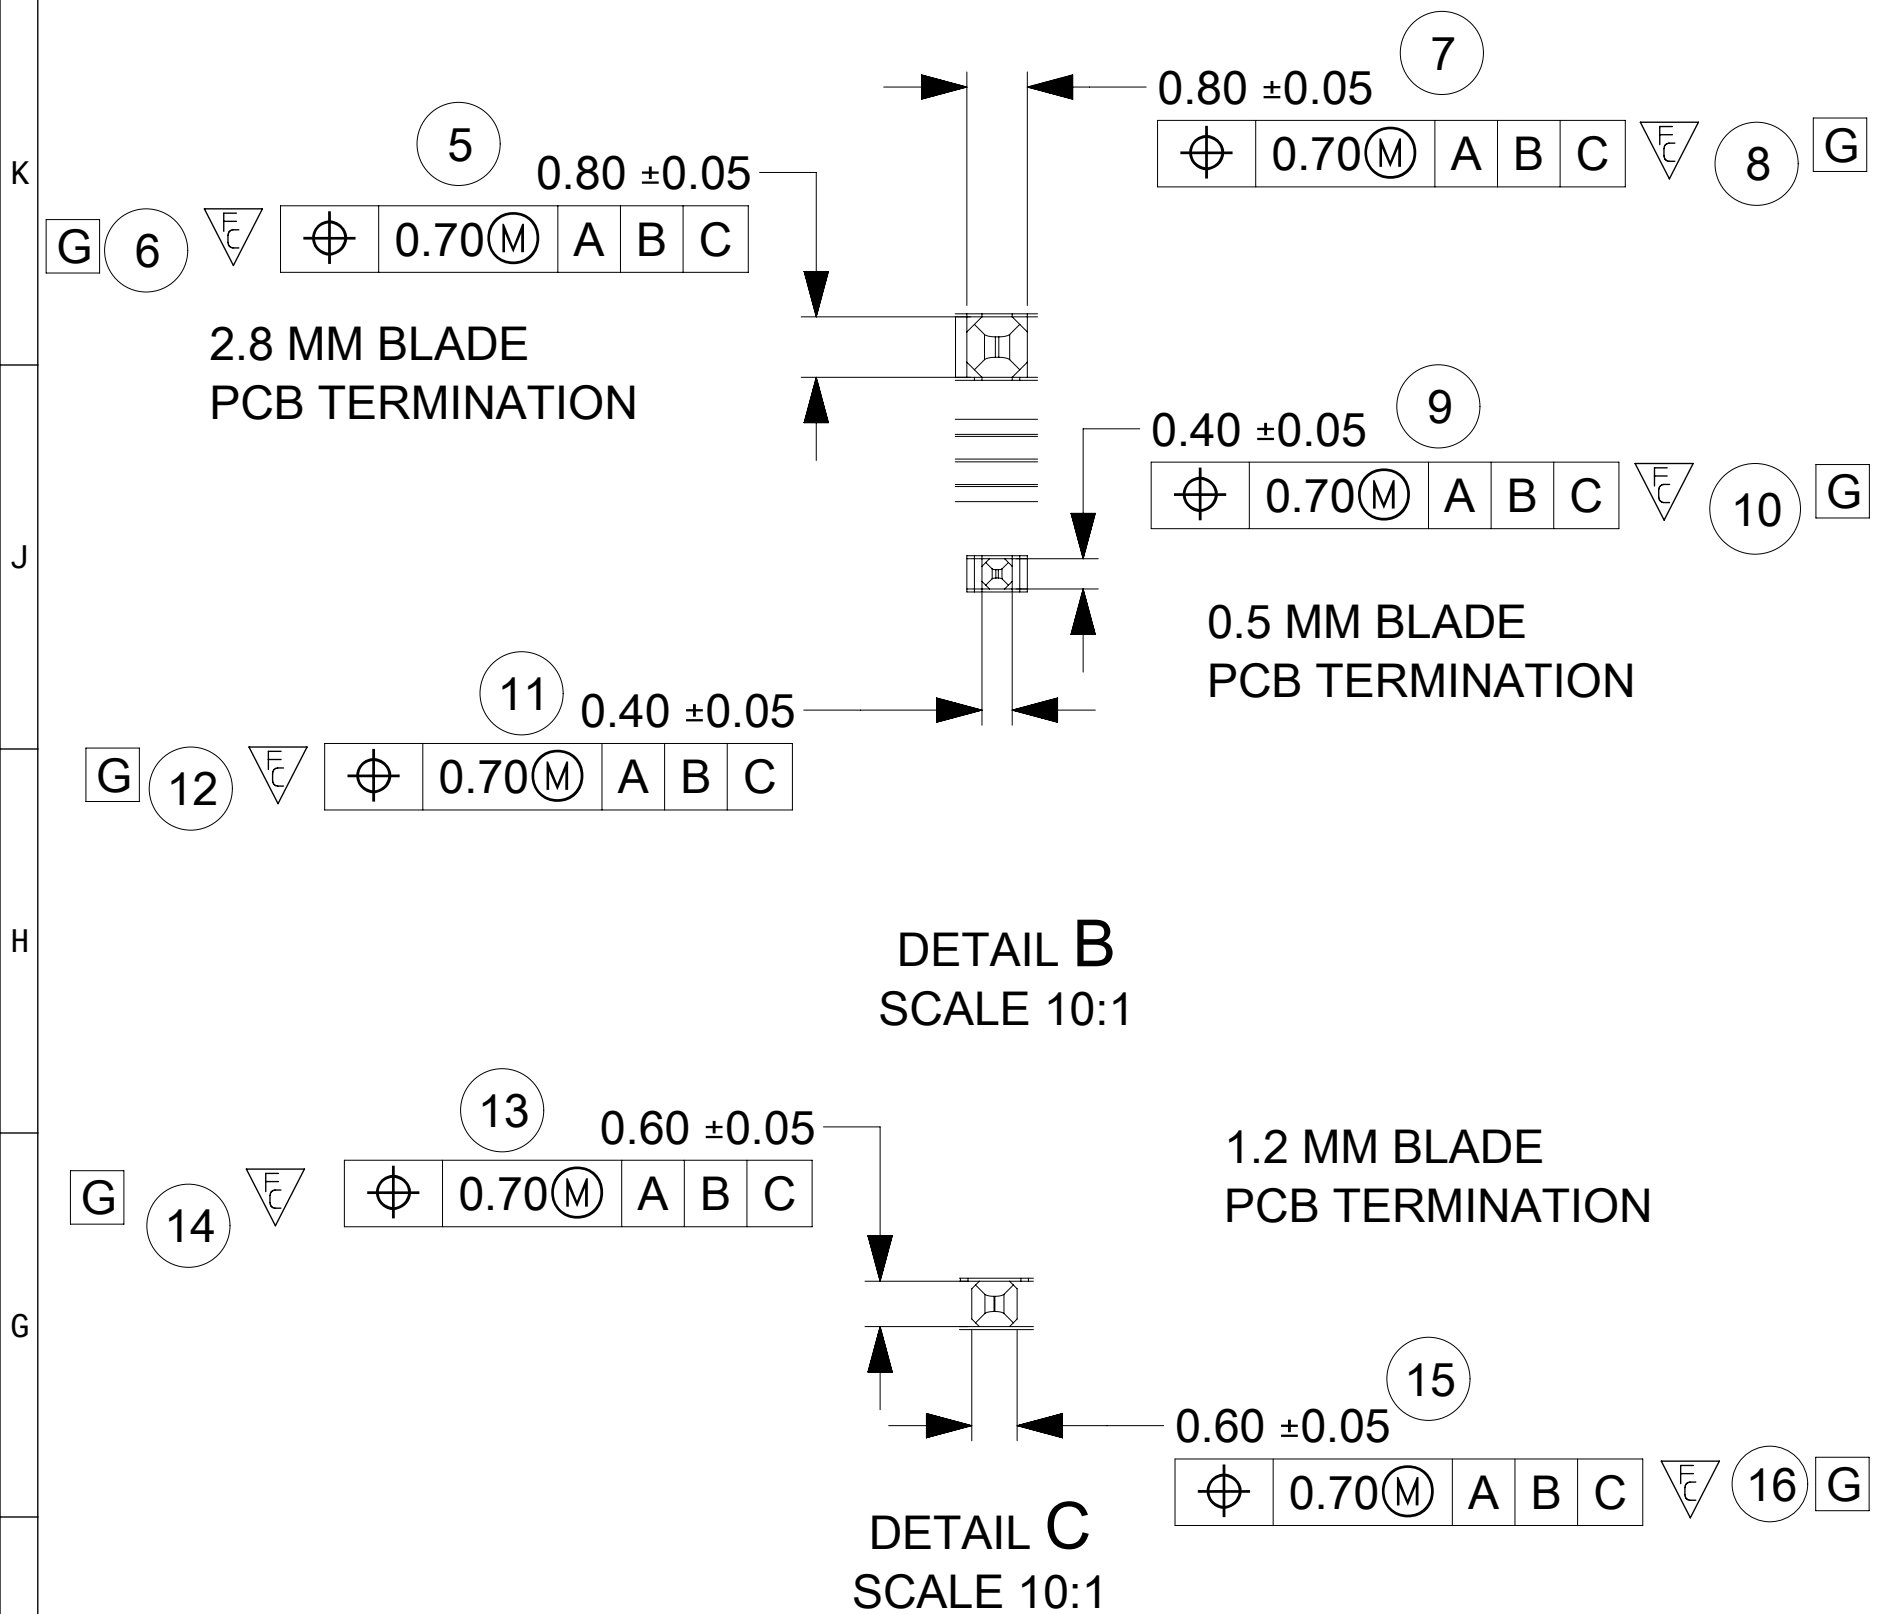 7
0.80 ±0.05
⌖ 0.70Ⓜ A B C FC 8 G
K
5
0.80 ±0.05
G 6 FC ⌖ 0.70Ⓜ A B C
2.8 MM BLADE
PCB TERMINATION
9
0.40 ±0.05
⌖ 0.70Ⓜ A B C FC 10 G
J
0.5 MM BLADE
PCB TERMINATION
11
0.40 ±0.05
G 12 FC ⌖ 0.70Ⓜ A B C
H
DETAIL B
SCALE 10:1
13
0.60 ±0.05
G 14 FC ⌖ 0.70Ⓜ A B C
1.2 MM BLADE
PCB TERMINATION
G
15
0.60 ±0.05
⌖ 0.70Ⓜ A B C FC 16 G
DETAIL C
SCALE 10:1